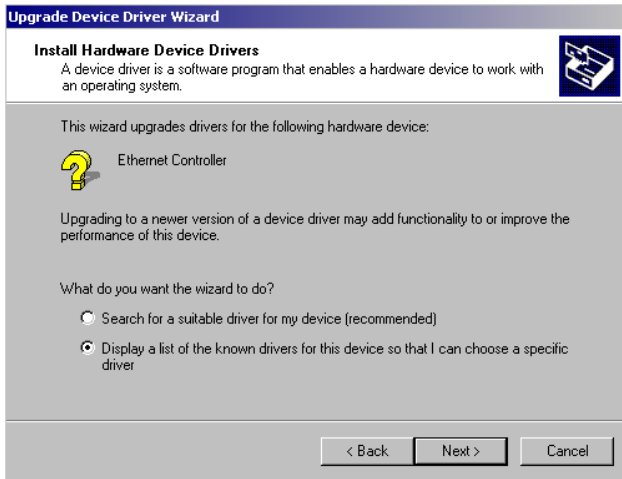 Upgrade Device Driver Wizard
Install Hardware Device Drivers
A device driver is a software program that enables a hardware device to work with
an operating system.
This wizard upgrades drivers for the following hardware device:
Ethernet Controller
Upgrading to a newer version of a device driver may add functionality to or improve the
performance of this device.
What do you want the wizard to do?
Search for a suitable driver for my device (recommended)
Display a list of the known drivers for this device so that I can choose a specific
driver
< Back Next > Cancel